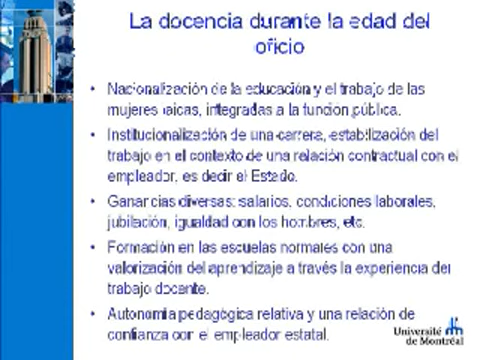 La docencia durante la edad del
oficio
• Nacionalización de la educación y el trabajo de las
mujeres laicas, integradas a la función pública.
• Institucionalización de una carrera, estabilización del
trabajo en el contexto de una relación contractual con el
empleador, es decir el Estado.
• Ganancias diversas: salarios, condiciones laborales,
jubilación, igualdad con los hombres, etc.
• Formación en las escuelas normales con una
valorización del aprendizaje a través la experiencia del
trabajo docente.
• Autonomía pedagógica relativa y una relación de
confianza con el empleador estatal.
Université
de Montréal